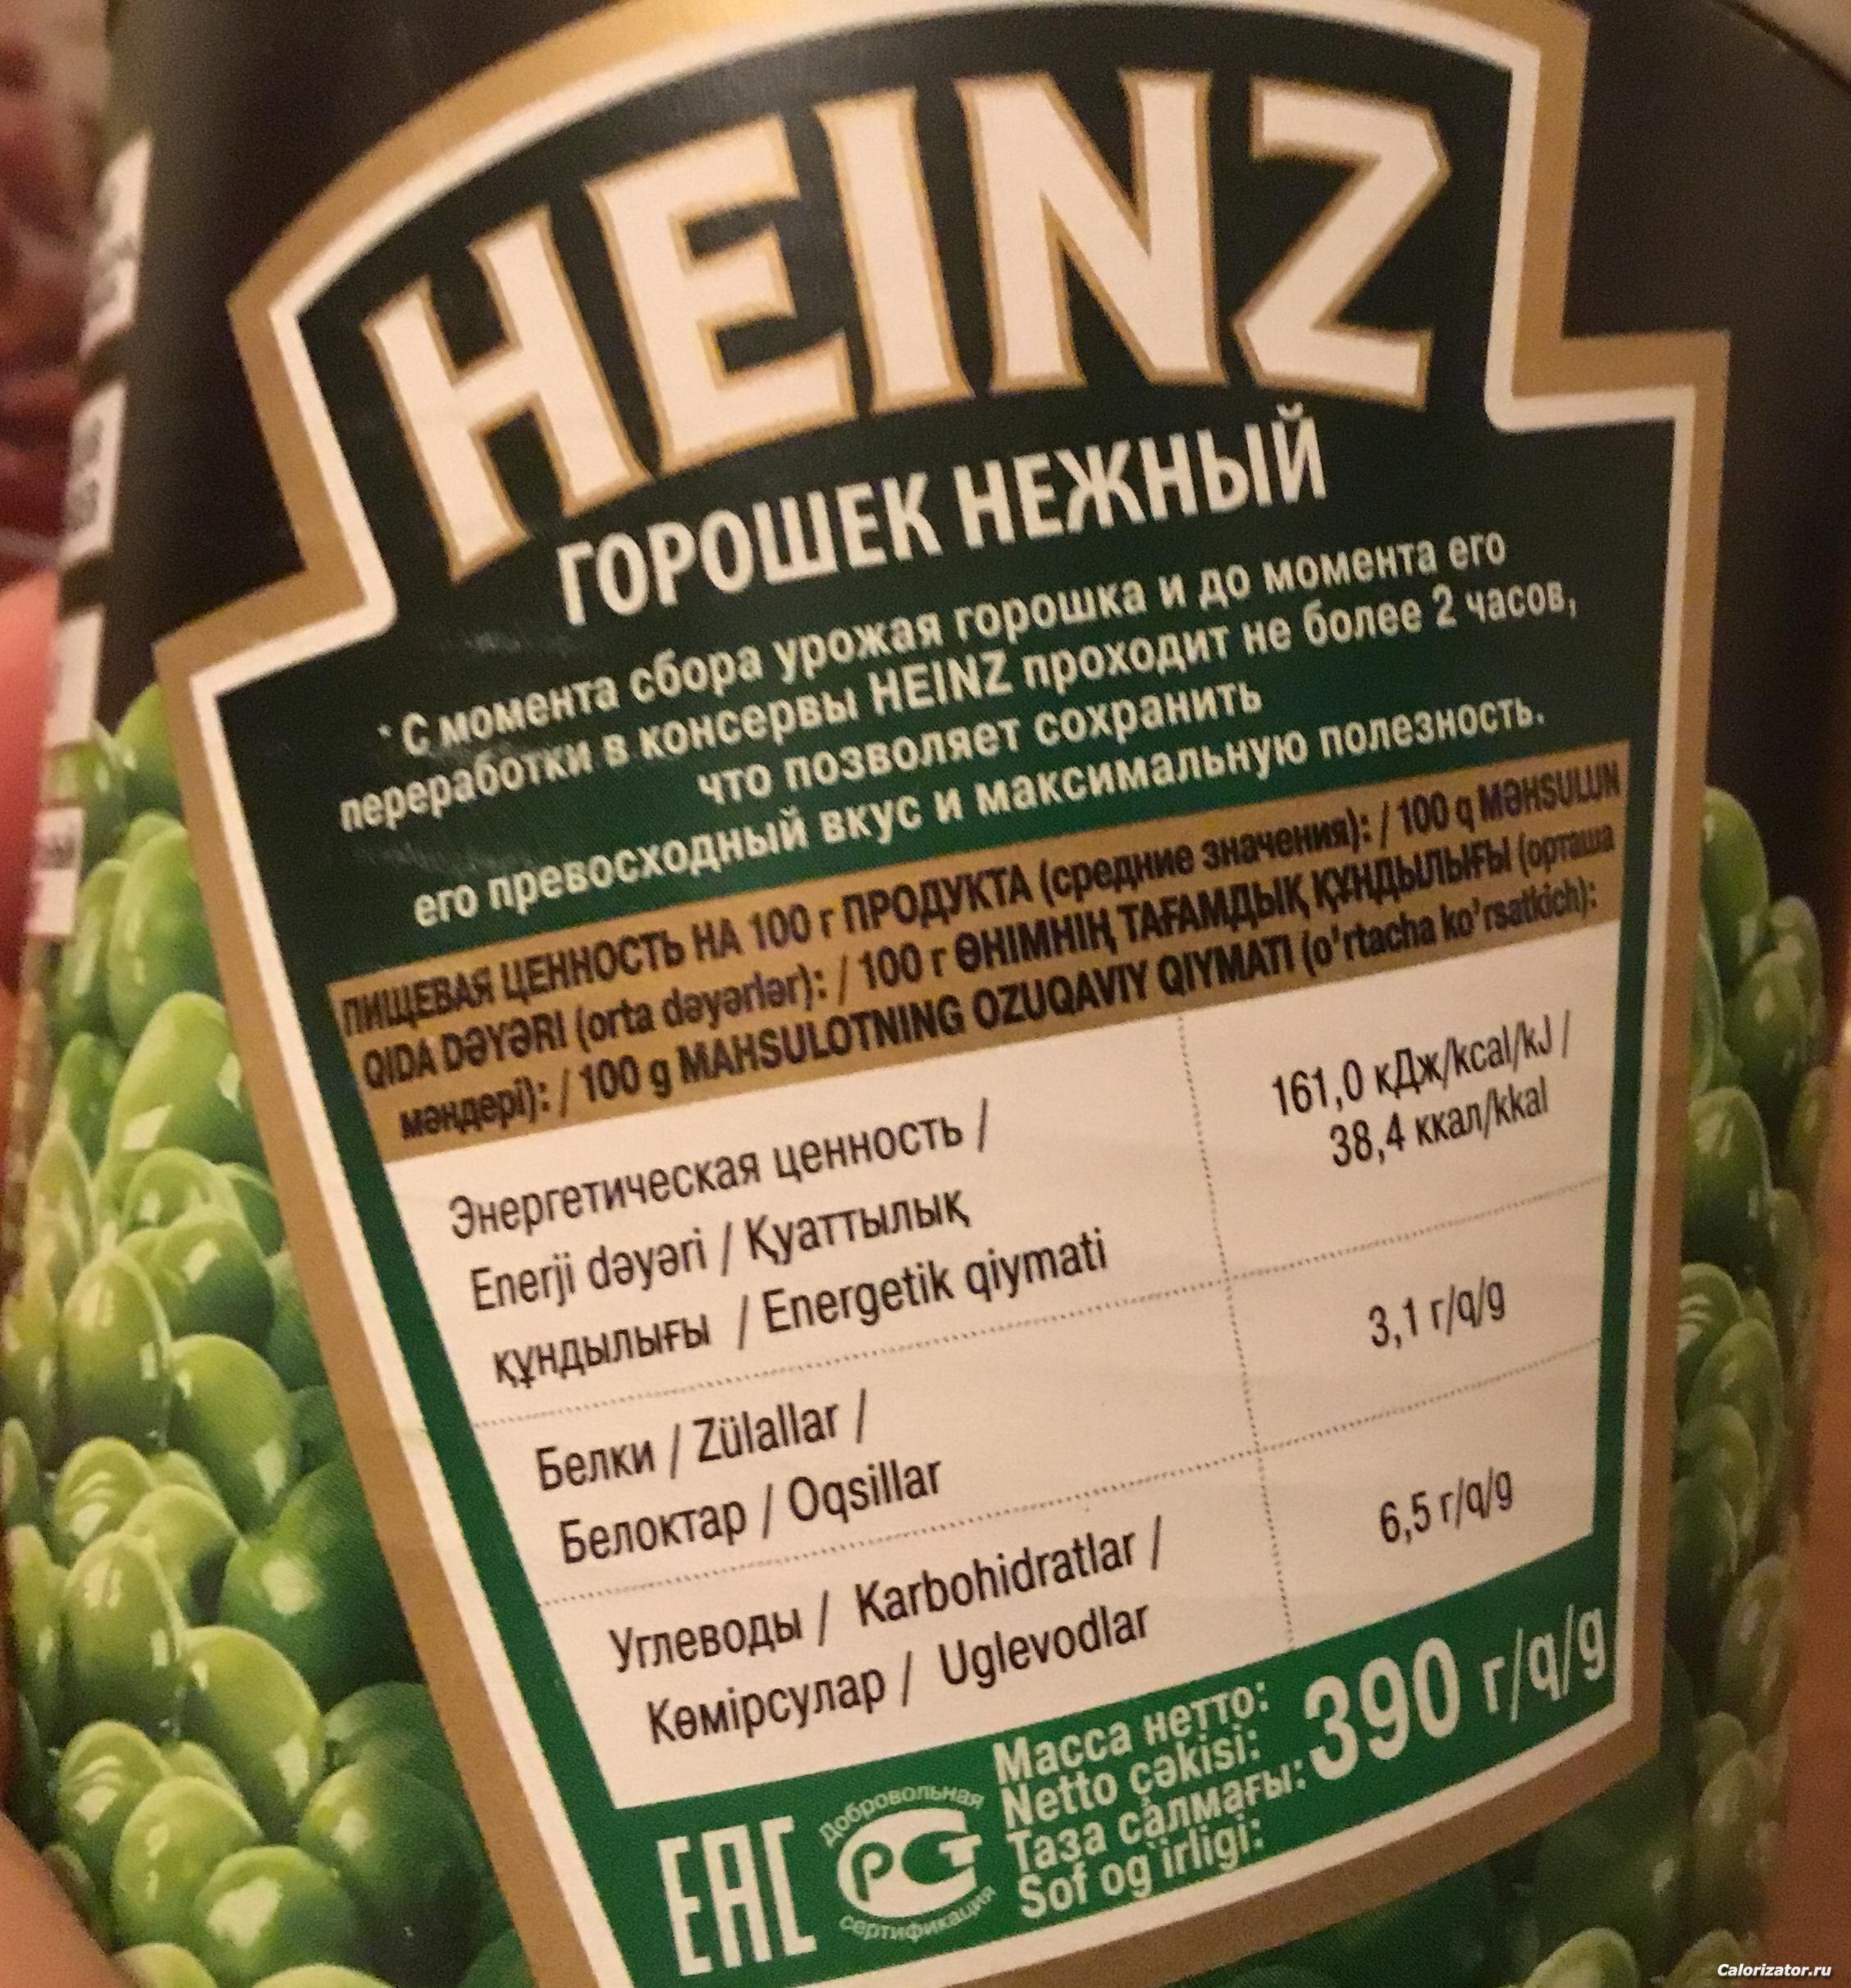 HEINZ
ГОРОШЕК НЕЖНЫЙ
* С момента сбора урожая горошка и до момента его
переработки в консервы HEINZ проходит не более 2 часов,
что позволяет сохранить
его превосходный вкус и максимальную полезность.
ПИЩЕВАЯ ЦЕННОСТЬ НА 100 г ПРОДУКТА (средние значения): / 100 q MƏHSULUN
QIDA DƏYƏRI (orta dəyərlər): / 100 г ӨНІМНІҢ ТАҒАМДЫҚ ҚҰНДЫЛЫҒЫ (орташа
мәндері): / 100 g MAHSULOTNING OZUQAVIY QIYMATI (o'rtacha ko'rsatkich):
Энергетическая ценность /
Enerji dəyəri / Қуаттылық
құндылығы / Energetik qiymati
161,0 кДж/kcal/kJ /
38,4 ккал/kkal
Белки / Zülallar /
Белоктар / Oqsillar
3,1 г/q/g
Углеводы / Karbohidratlar /
Көмірсулар / Uglevodlar
6,5 г/q/g
EAC
добровольная
РСТ
сертификация
Масса нетто:
Netto çəkisi:
Таза салмағы:
Sof og'irligi:
390 г/q/g
Calorizator.ru